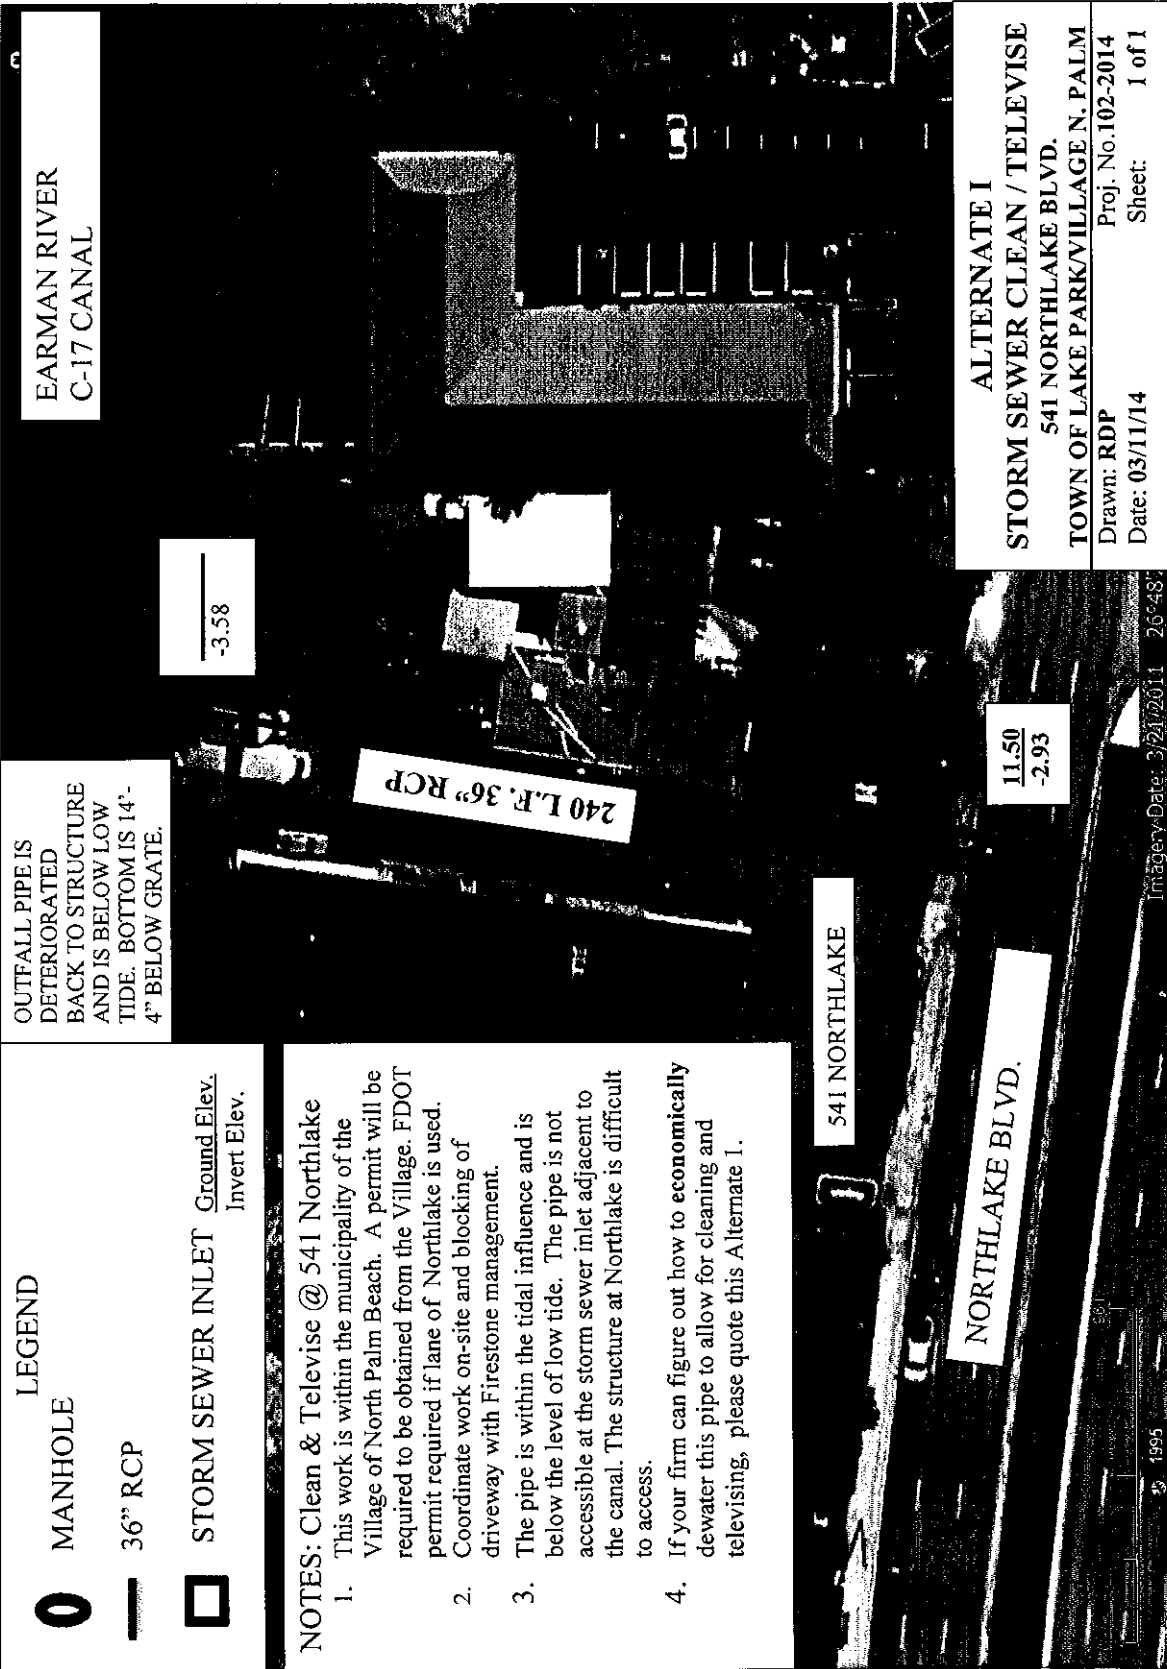 LEGEND
MANHOLE
36” RCP
STORM SEWER INLET
Ground Elev.
Invert Elev.
OUTFALL PIPE IS
DETERIORATED
BACK TO STRUCTURE
AND IS BELOW LOW
TIDE. BOTTOM IS 14’-
4” BELOW GRATE.
-3.58
EARMAN RIVER
C-17 CANAL
NOTES: Clean & Televise @ 541 Northlake
1. This work is within the municipality of the
Village of North Palm Beach. A permit will be
required to be obtained from the Village. FDOT
permit required if lane of Northlake is used.
2. Coordinate work on-site and blocking of
driveway with Firestone management.
3. The pipe is within the tidal influence and is
below the level of low tide. The pipe is not
accessible at the storm sewer inlet adjacent to
the canal. The structure at Northlake is difficult
to access.
4. If your firm can figure out how to economically
dewater this pipe to allow for cleaning and
televising, please quote this Alternate 1.
240 L.F. 36” RCP
541 NORTHLAKE
NORTHLAKE BLVD.
11.50
-2.93
ALTERNATE I
STORM SEWER CLEAN / TELEVISE
541 NORTHLAKE BLVD.
TOWN OF LAKE PARK/VILLAGE N. PALM
Drawn: RDP
Proj. No.102-2014
Date: 03/11/14
Sheet: 1 of 1
© 1995
Imagery Date: 3/21/2011 26°48'